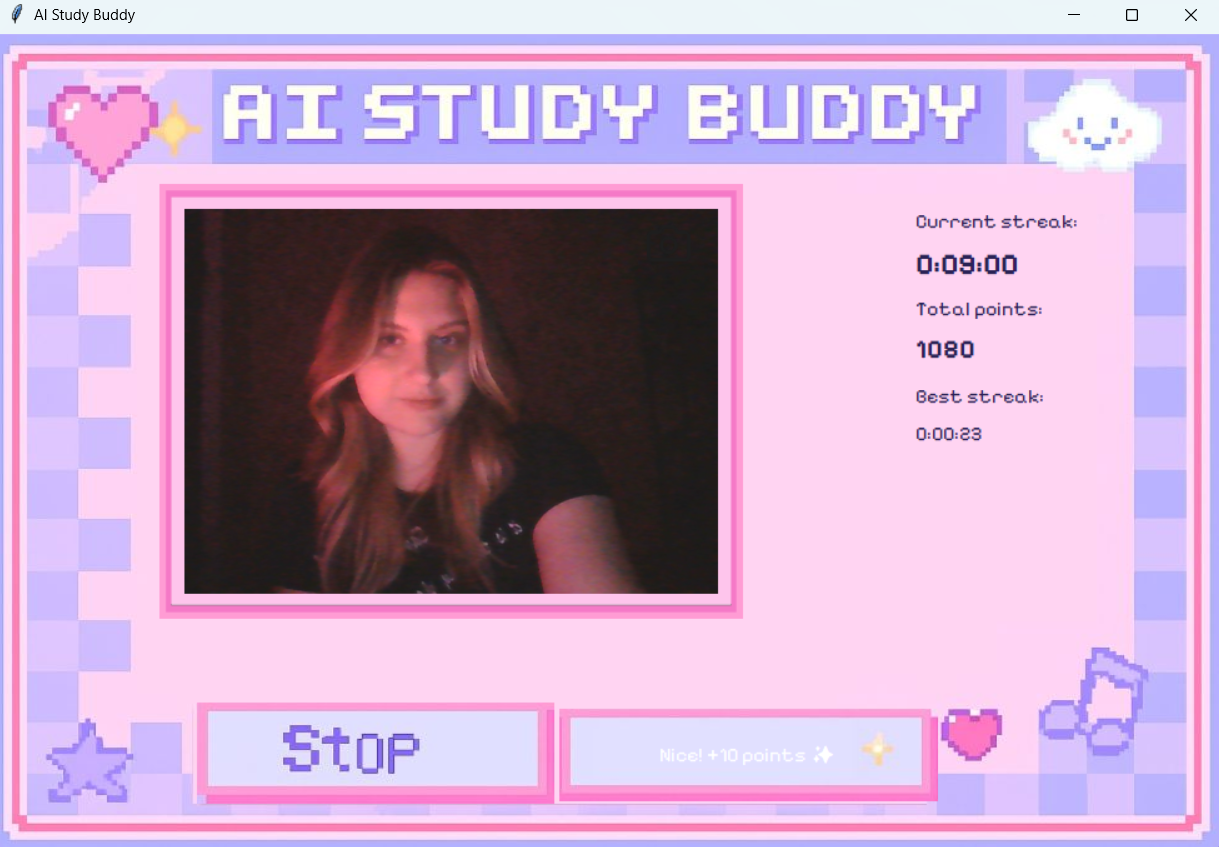 AI Study Buddy
AI STUDY BUDDY
Current streak:
0:09:00
Total points:
1080
Best streak:
0:00:23
Stop
Nice! +10 points ✨